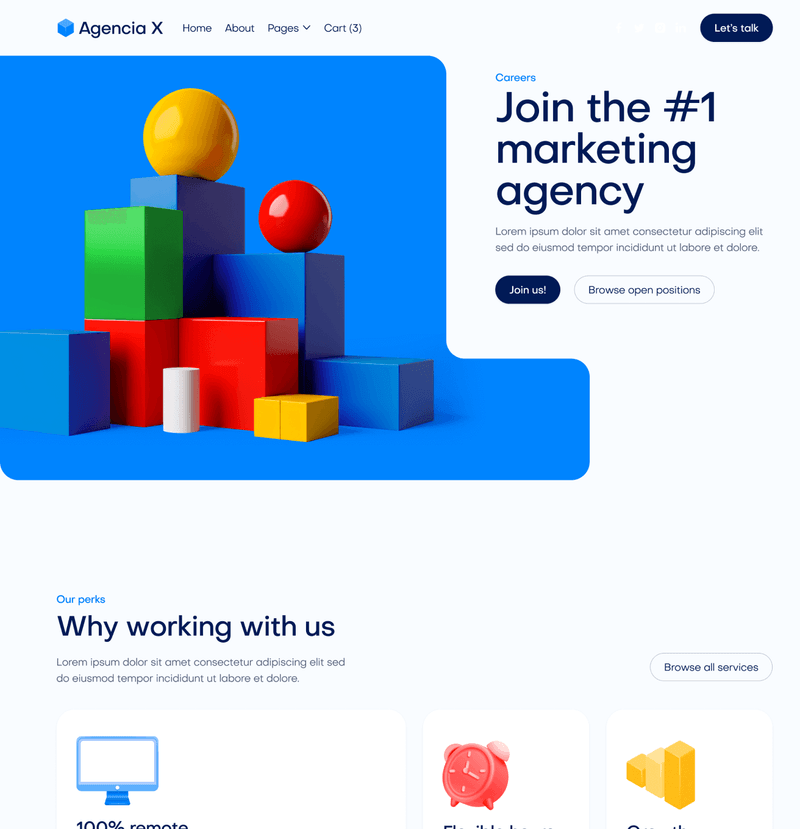 Agencia X
Home
About
Pages
Cart (3)
Let's talk
Careers
Join the #1
marketing
agency
Lorem ipsum dolor sit amet consectetur adipiscing elit
sed do eiusmod tempor incididunt ut labore et dolore.
Join us!
Browse open positions
Our perks
Why working with us
Lorem ipsum dolor sit amet consectetur adipiscing elit sed
do eiusmod tempor incididunt ut labore et dolore.
Browse all services
100% remote
Flexible hours
Growth